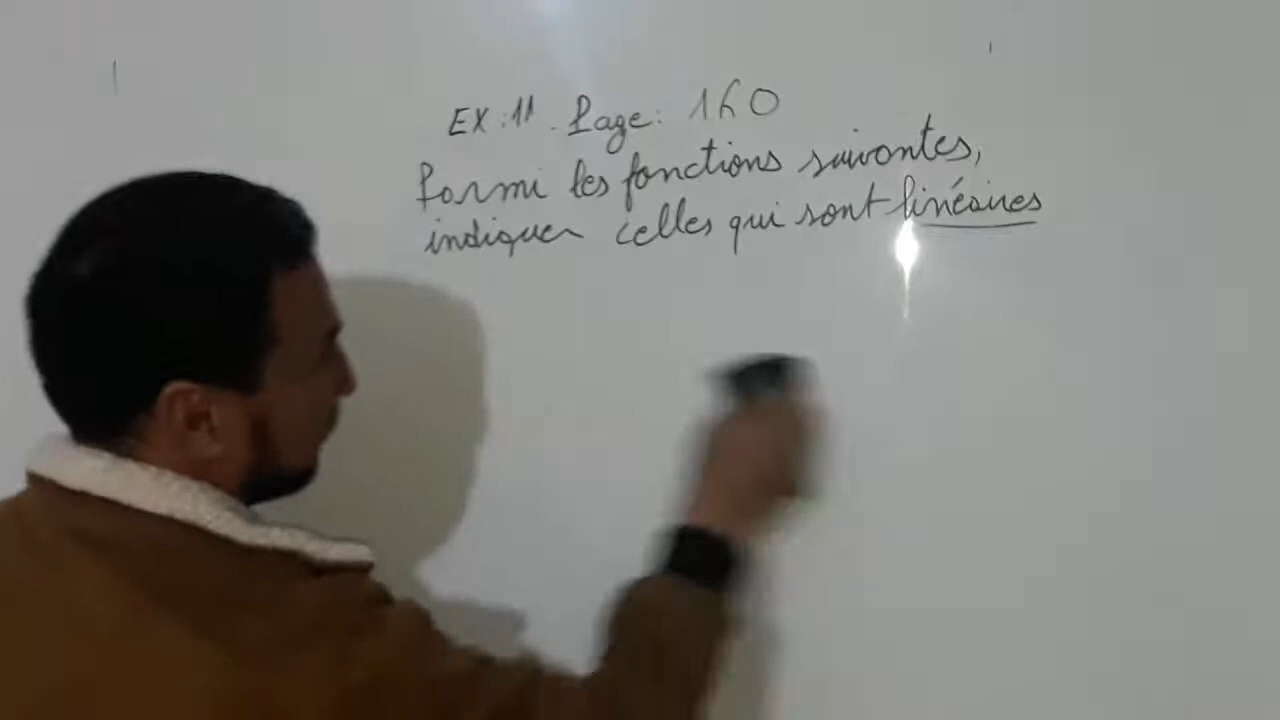 EX : 11 . Page : 160
Parmi les fonctions suivantes,
indiquer celles qui sont linéaires